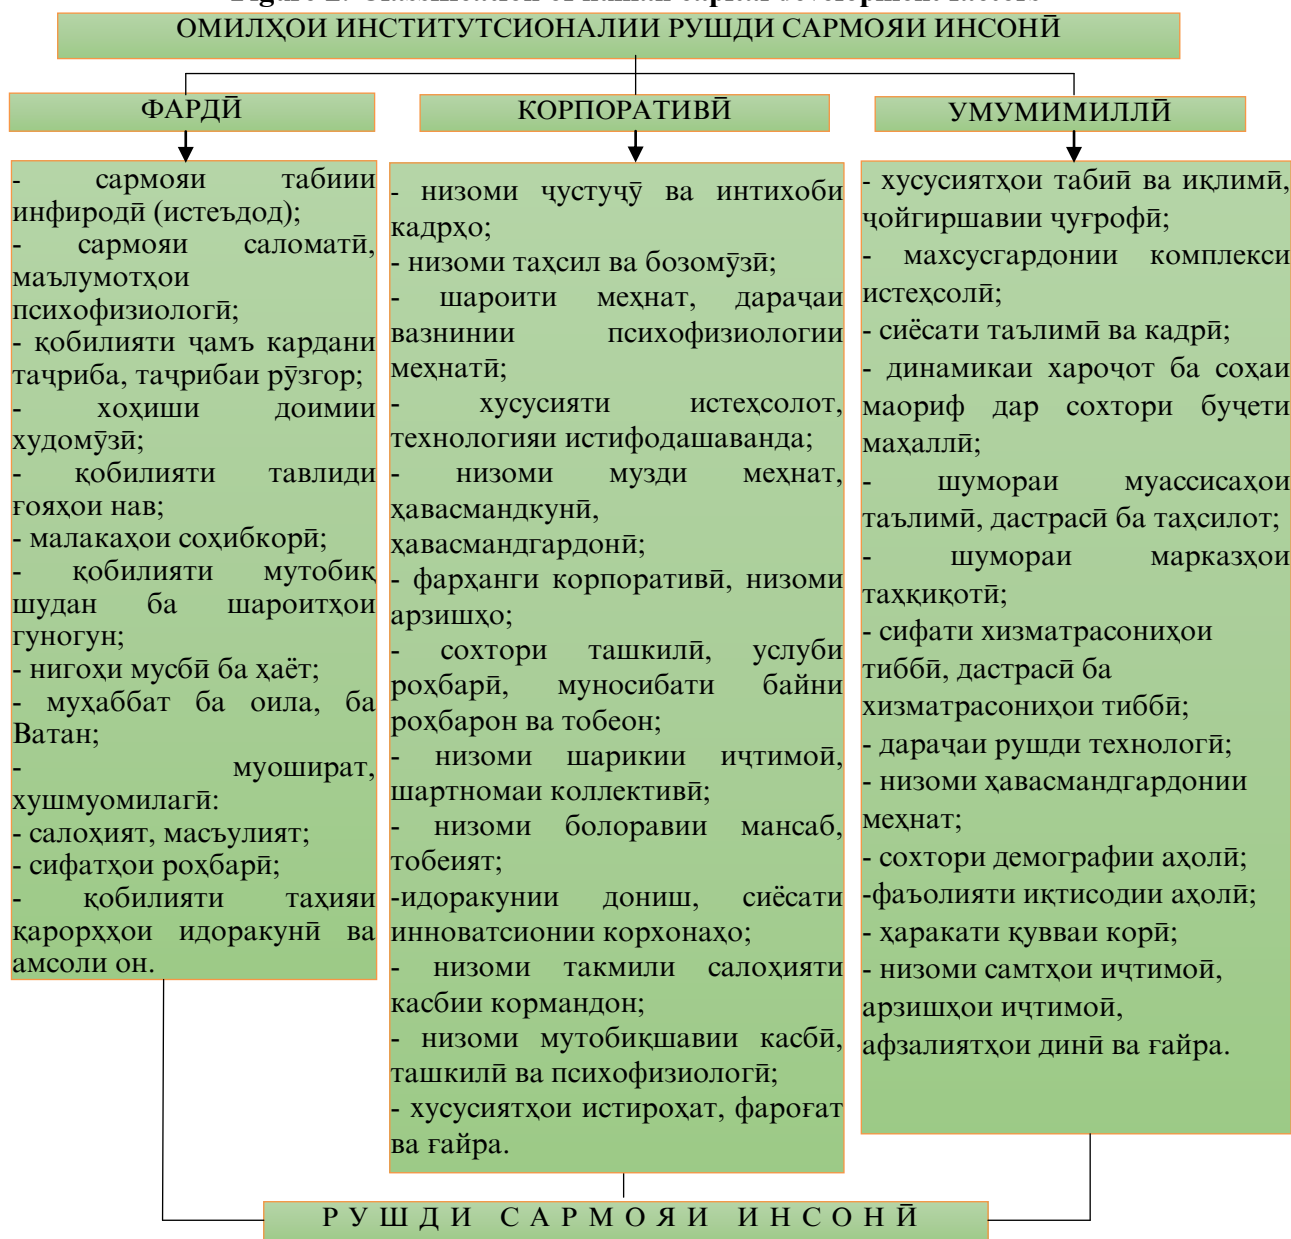 Figure 2. Classification of human capital development factors
ОМИЛҲОИ ИНСТИТУТСИОНАЛИИ РУШДИ САРМОЯИ ИНСОНӢ
ФАРДӢ
- сармояи табиии
инфиродӣ (истеъдод);
- сармояи саломатӣ,
маълумотҳои
психофизиологӣ;
- қобилияти ҷамъ кардани
таҷриба, таҷрибаи рӯзгор;
- хоҳиши доимии
худомӯзӣ;
- қобилияти тавлиди
ғояҳои нав;
- малакаҳои соҳибкорӣ;
- қобилияти мутобиқ
шудан ба шароитҳои
гуногун;
- нигоҳи мусбӣ ба ҳаёт;
- муҳаббат ба оила, ба
Ватан;
- муошират,
хушмуомилагӣ:
- салоҳият, масъулият;
- сифатҳои роҳбарӣ;
- қобилияти таҳияи
қарорҳҳои идоракунӣ ва
амсоли он.
КОРПОРАТИВӢ
- низоми ҷустуҷӯ ва интихоби
кадрҳо;
- низоми таҳсил ва бозомӯзӣ;
- шароити меҳнат, дараҷаи
вазнинии психофизиологии
меҳнатӣ;
- хусусияти истеҳсолот,
технологияи истифодашаванда;
- низоми музди меҳнат,
ҳавасмандкунӣ,
ҳавасмандгардонӣ;
- фарҳанги корпоративӣ, низоми
арзишҳо;
- сохтори ташкилӣ, услуби
роҳбарӣ, муносибати байни
роҳбарон ва тобеон;
- низоми шарикии иҷтимоӣ,
шартномаи коллективӣ;
- низоми болоравии мансаб,
тобеият;
-идоракунии дониш, сиёсати
инноватсионии корхонаҳо;
- низоми такмили салоҳияти
касбии кормандон;
- низоми мутобиқшавии касбӣ,
ташкилӣ ва психофизиологӣ;
- хусусиятҳои истироҳат, фароғат
ва ғайра.
УМУМИМИЛЛӢ
- хусусиятҳои табиӣ ва иқлимӣ,
ҷойгиршавии ҷуғрофӣ;
- махсусгардонии комплекси
истеҳсолӣ;
- сиёсати таълимӣ ва кадрӣ;
- динамикаи хароҷот ба соҳаи
маориф дар сохтори буҷети
маҳаллӣ;
- шумораи муассисаҳои
таълимӣ, дастрасӣ ба таҳсилот;
- шумораи марказҳои
таҳқиқотӣ;
- сифати хизматрасониҳои
тиббӣ, дастрасӣ ба
хизматрасониҳои тиббӣ;
- дараҷаи рушди технологӣ;
- низоми ҳавасмандгардонии
меҳнат;
- сохтори демографии аҳолӣ;
-фаъолияти иқтисодии аҳолӣ;
- ҳаракати қувваи корӣ;
- низоми самтҳои иҷтимоӣ,
арзишҳои иҷтимоӣ,
афзалиятҳои динӣ ва ғайра.
Р У Ш Д И С А Р М О Я И И Н С О Н Ӣ